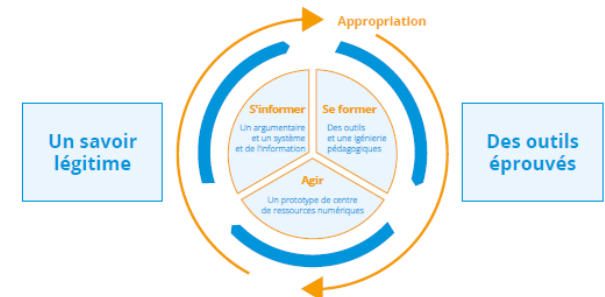 Appropriation
Un savoir
légitime
S'informer
Un argumentaire
et un système
et de l'information
Se former
Des outils
et une igénierie
pédagogiques
Agir
Un prototype de centre
de ressources numériques
Des outils
éprouvés